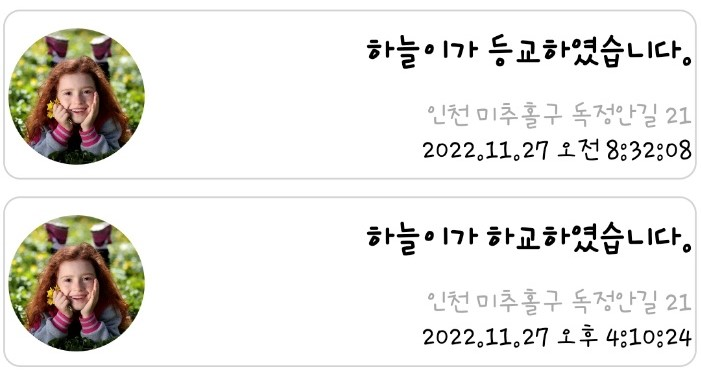 하늘이가 등교하였습니다.
인천 미추홀구 독정안길 21
2022.11.27 오전 8:32:08
하늘이가 하교하였습니다.
인천 미추홀구 독정안길 21
2022.11.27 오후 4:10:24